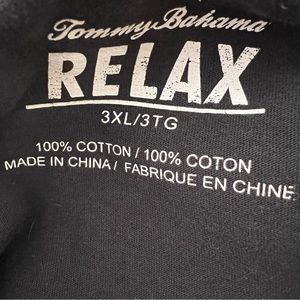 Tommy Bahama
RELAX
3XL/3TG
100% COTTON / 100% COTON
MADE IN CHINA / FABRIQUE EN CHINE